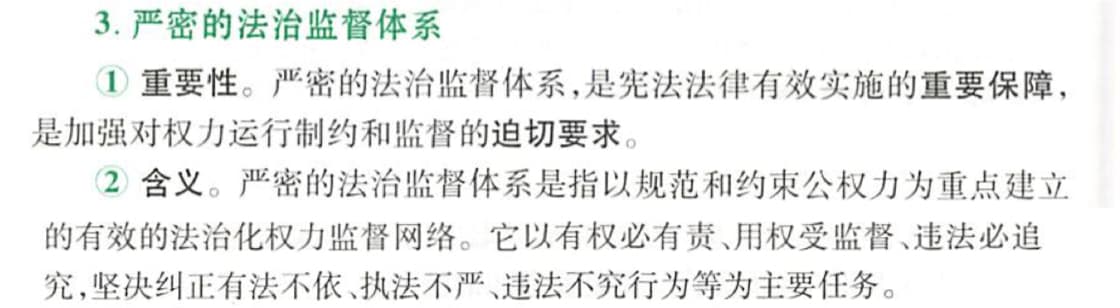 3. 严密的法治监督体系
① 重要性。严密的法治监督体系,是宪法法律有效实施的重要保障,
是加强对权力运行制约和监督的迫切要求。
② 含义。严密的法治监督体系是指以规范和约束公权力为重点建立
的有效的法治化权力监督网络。它以有权必有责、用权受监督、违法必追
究,坚决纠正有法不依、执法不严、违法不究行为等为主要任务。